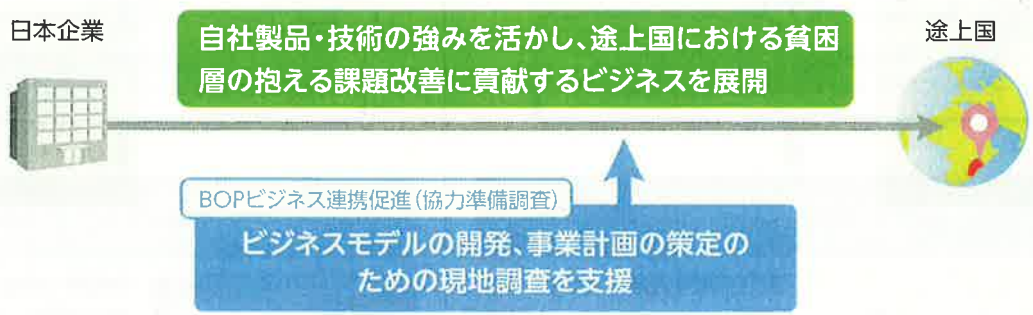 日本企業
自社製品・技術の強みを活かし、途上国における貧困
層の抱える課題改善に貢献するビジネスを展開
途上国
BOPビジネス連携促進（協力準備調査）
ビジネスモデルの開発、事業計画の策定の
ための現地調査を支援